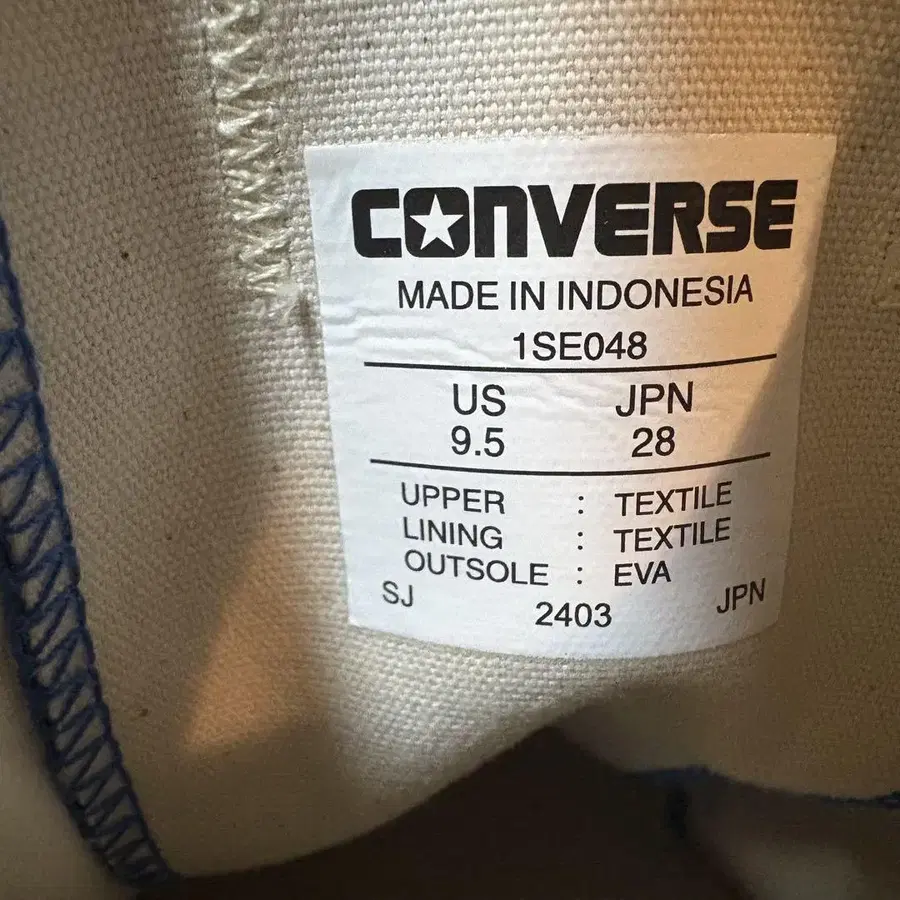 CONVERSE
MADE IN INDONESIA
1SE048
US JPN
9.5 28
UPPER : TEXTILE
LINING : TEXTILE
OUTSOLE : EVA
SJ 2403 JPN